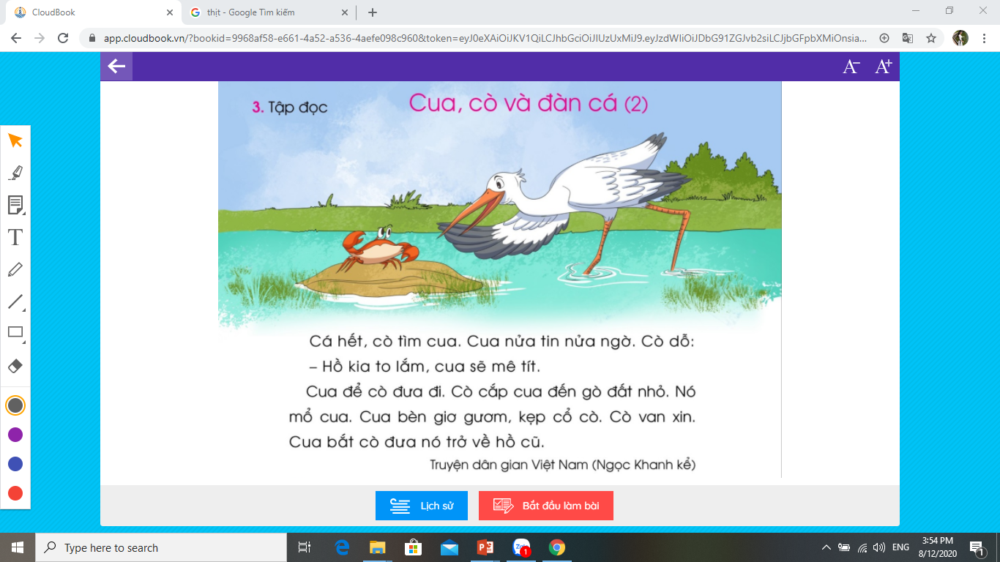 CloudBook
thịt - Google Tìm kiếm
app.cloudbook.vn/?bookid=9968af58-e661-4a52-a536-4aefe098c960&token=eyJ0eXAiOiJKV1QiLCJhbGciOiJIUzUxMiJ9.eyJzdWIiOiJDbG91ZGJvb2siLCJjbGFpbXMiOnsia...
A− A+
3. Tập đọc
Cua, cò và đàn cá (2)
T
Cá hết, cò tìm cua. Cua nửa tin nửa ngờ. Cò dỗ:
– Hồ kia to lắm, cua sẽ mê tít.
Cua để cò đưa đi. Cò cắp cua đến gò đất nhỏ. Nó
mổ cua. Cua bèn giơ gươm, kẹp cổ cò. Cò van xin.
Cua bắt cò đưa nó trở về hồ cũ.
Truyện dân gian Việt Nam (Ngọc Khanh kể)
Lịch sử
Bắt đầu làm bài
Type here to search
Zalo
1
ENG
3:54 PM
8/12/2020
1